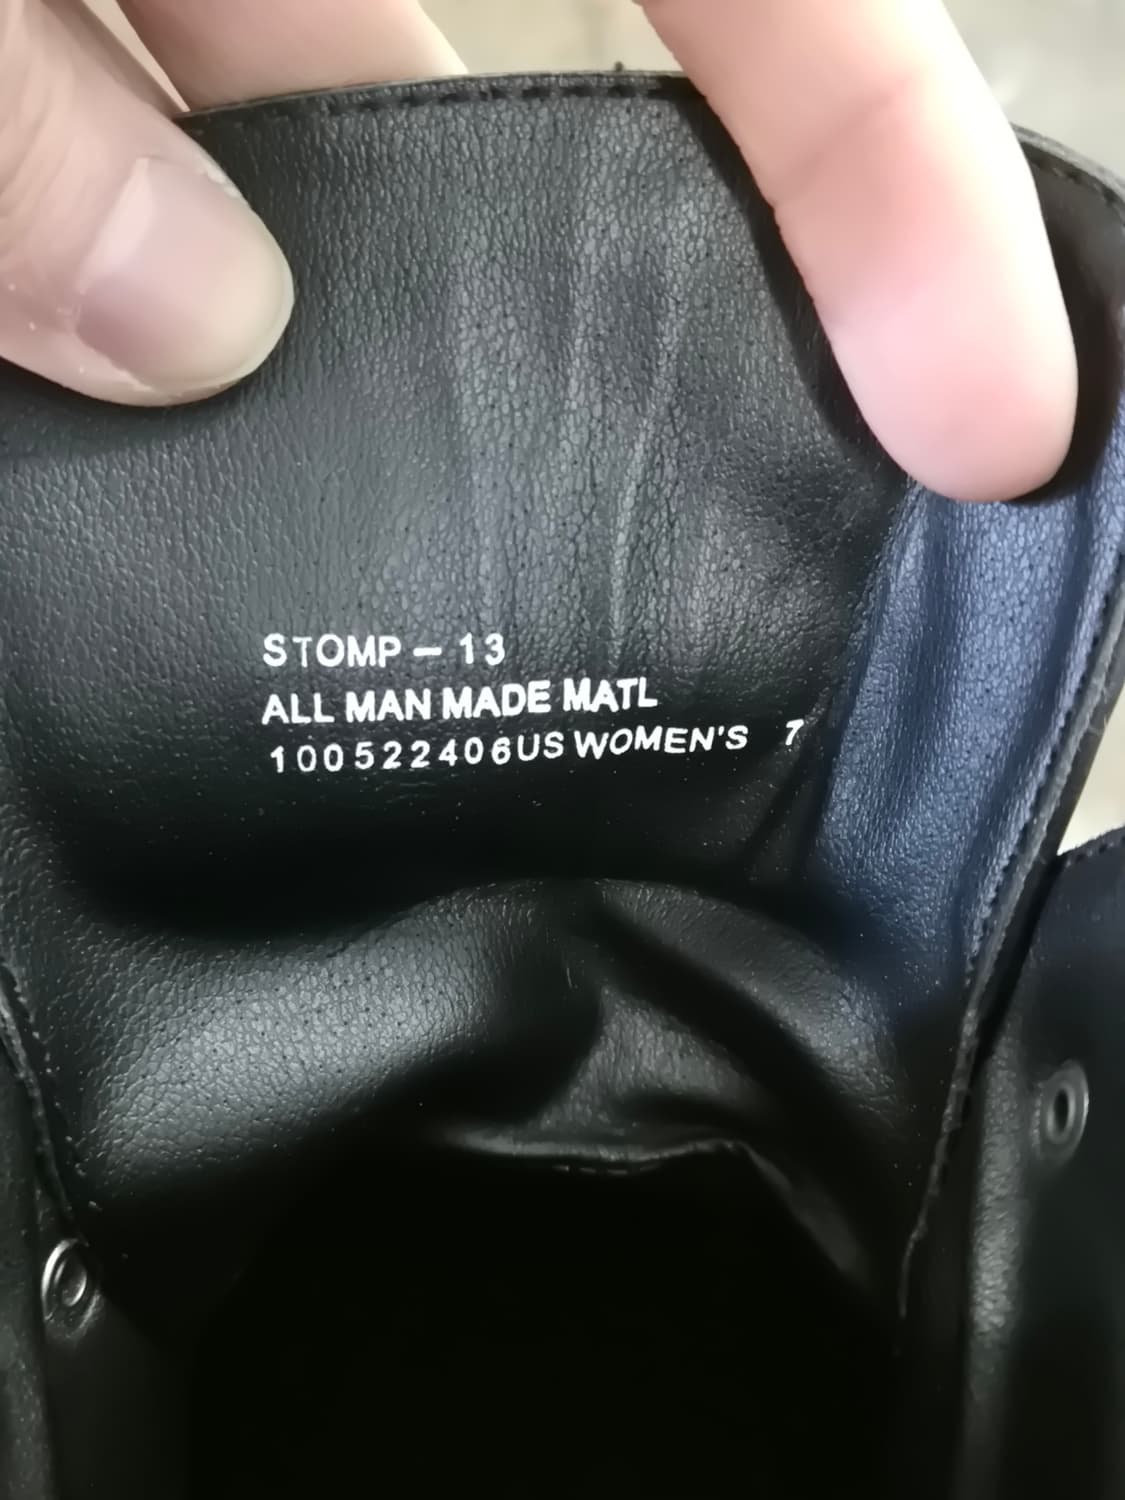 STOMP - 13
ALL MAN MADE MATL
100522406US WOMEN'S 7